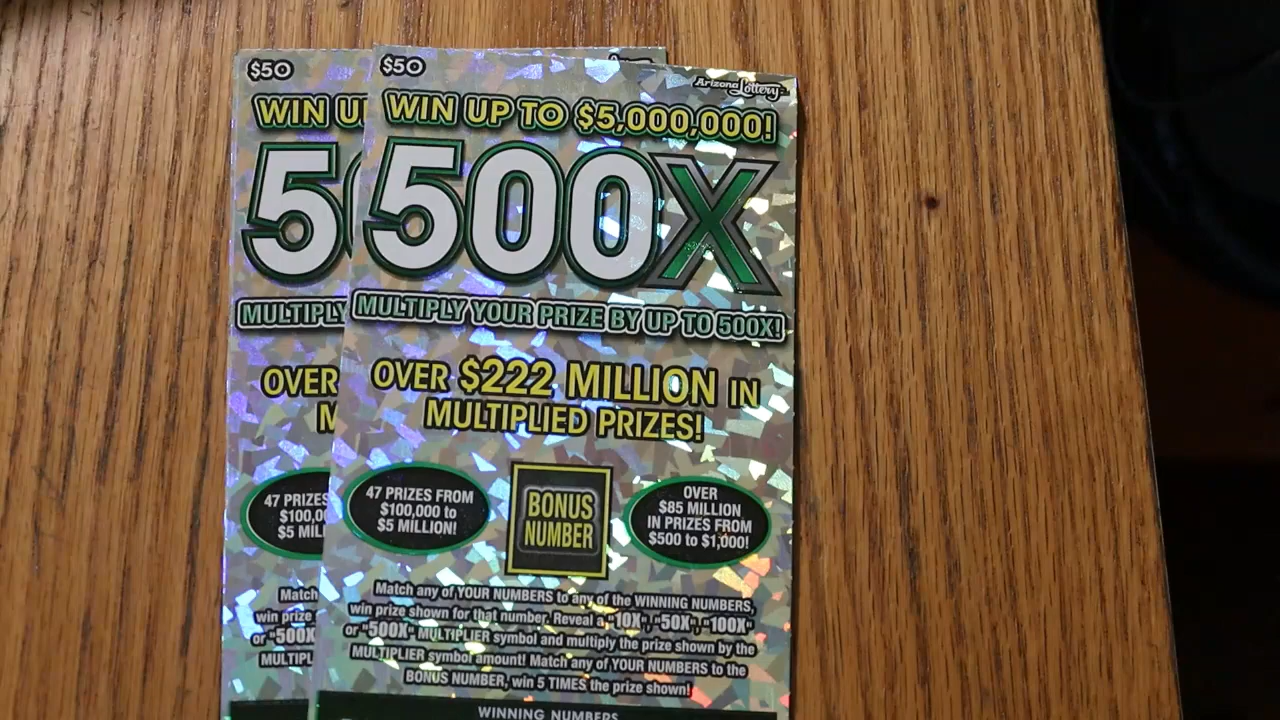 $50
WIN U
5
MULTIPLY
OVER
M
47 PRIZES
$100,0
$5 MIL
Match
win prize
or "500X
MULTIPL
$50
Arizona Lottery
WIN UP TO $5,000,000!
500X
MULTIPLY YOUR PRIZE BY UP TO 500X!
OVER $222 MILLION IN
MULTIPLIED PRIZES!
47 PRIZES FROM
$100,000 to
$5 MILLION!
BONUS
NUMBER
OVER
$85 MILLION
IN PRIZES FROM
$500 to $1,000!
Match any of YOUR NUMBERS to any of the WINNING NUMBERS,
win prize shown for that number. Reveal a "10X", "50X", "100X"
or "500X" MULTIPLIER symbol and multiply the prize shown by the
MULTIPLIER symbol amount! Match any of YOUR NUMBERS to the
BONUS NUMBER, win 5 TIMES the prize shown!
WINNING NUMBERS